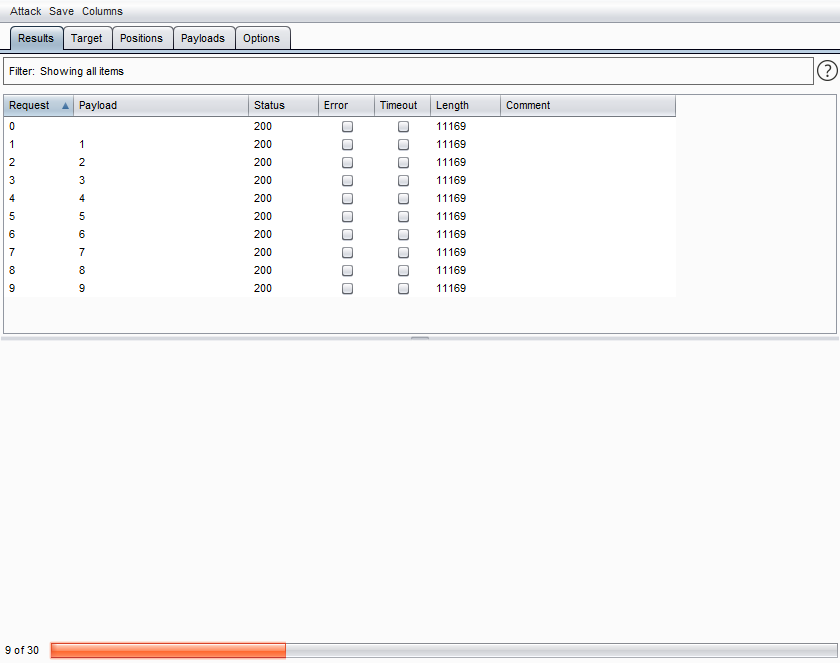 Attack Save Columns
Results Target Positions Payloads Options
Filter: Showing all items
?
Request Payload Status Error Timeout Length Comment
0 200 11169
1 1 200 11169
2 2 200 11169
3 3 200 11169
4 4 200 11169
5 5 200 11169
6 6 200 11169
7 7 200 11169
8 8 200 11169
9 9 200 11169
9 of 30